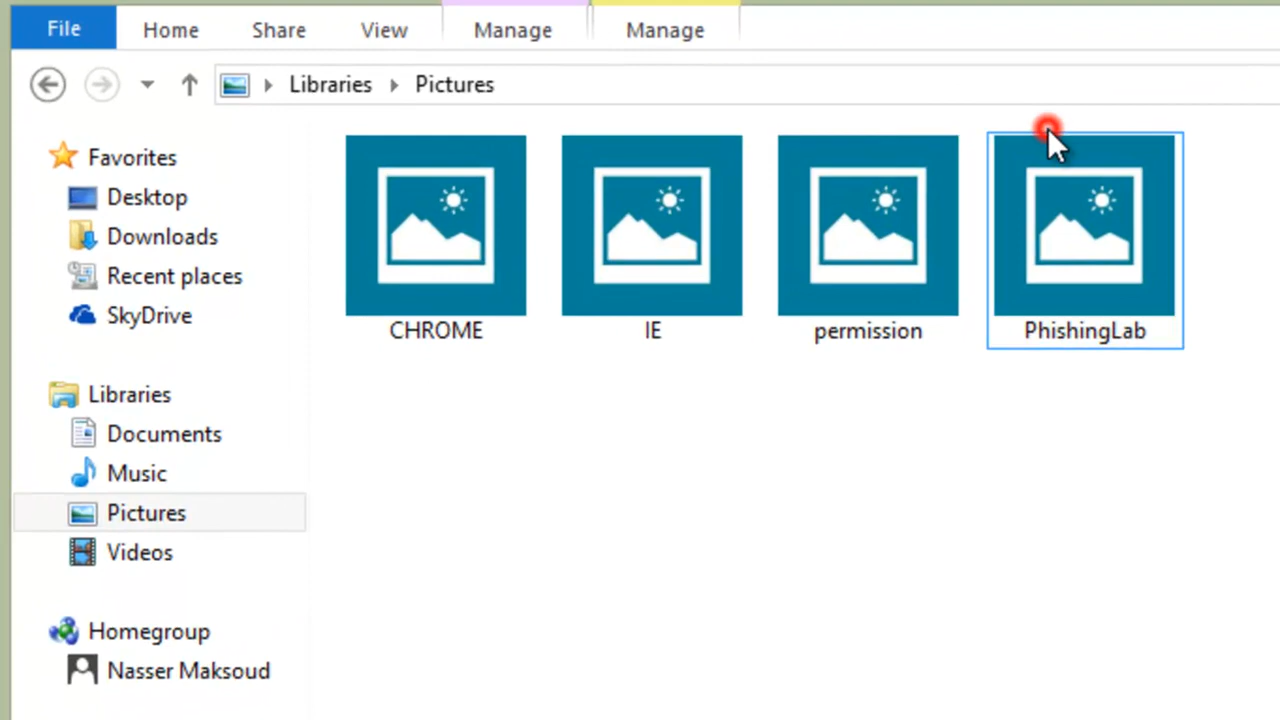 File Home Share View Manage Manage
Libraries Pictures
Favorites
Desktop
Downloads
Recent places
SkyDrive
Libraries
Documents
Music
Pictures
Videos
Homegroup
Nasser Maksoud
CHROME IE permission PhishingLab